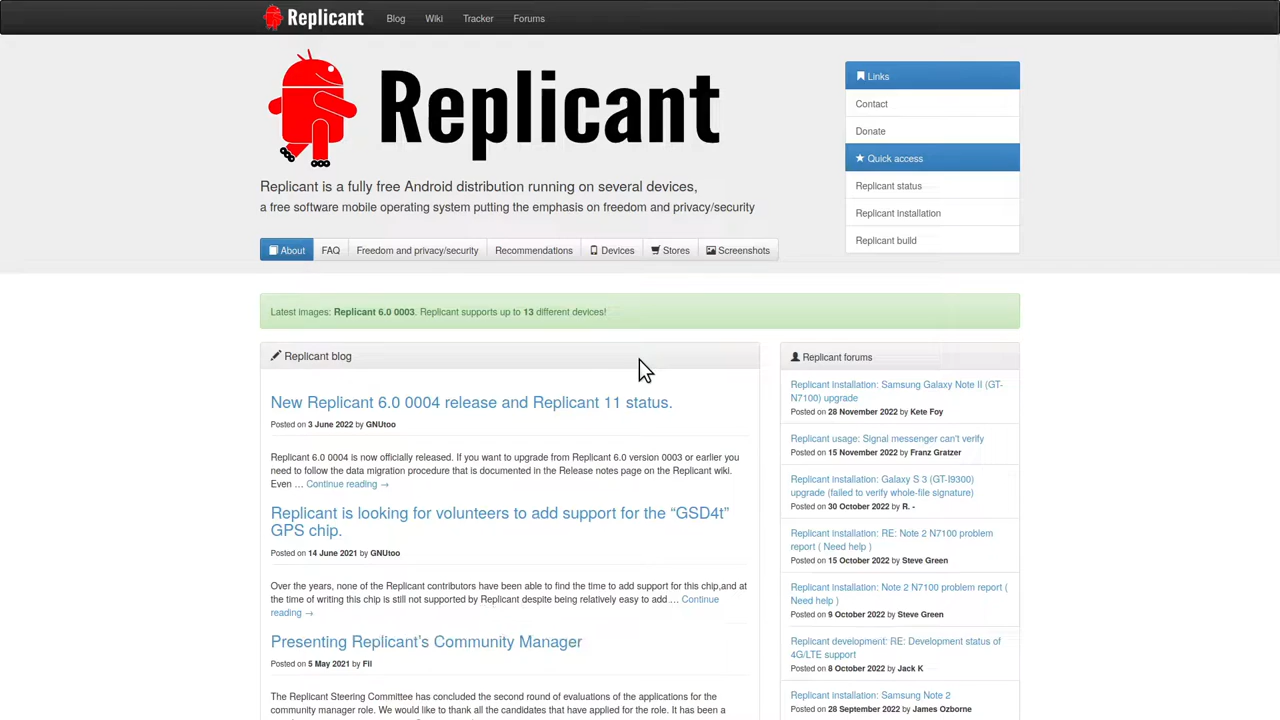 Replicant
Blog
Wiki
Tracker
Forums
Replicant
Replicant is a fully free Android distribution running on several devices,
a free software mobile operating system putting the emphasis on freedom and privacy/security
About
FAQ
Freedom and privacy/security
Recommendations
Devices
Stores
Screenshots
Links
Contact
Donate
Quick access
Replicant status
Replicant installation
Replicant build
Latest images: Replicant 6.0 0003. Replicant supports up to 13 different devices!
Replicant blog
New Replicant 6.0 0004 release and Replicant 11 status.
Posted on 3 June 2022 by GNUtoo
Replicant 6.0 0004 is now officially released. If you want to upgrade from Replicant 6.0 version 0003 or earlier you
need to follow the data migration procedure that is documented in the Release notes page on the Replicant wiki.
Even … Continue reading →
Replicant is looking for volunteers to add support for the “GSD4t”
GPS chip.
Posted on 14 June 2021 by GNUtoo
Over the years, none of the Replicant contributors have been able to find the time to add support for this chip,and at
the time of writing this chip is still not supported by Replicant despite being relatively easy to add … Continue
reading →
Presenting Replicant’s Community Manager
Posted on 5 May 2021 by Fil
The Replicant Steering Committee has concluded the second round of evaluations of the applications for the
community manager role. We would like to thank all the candidates that have applied for the role. It has been a
Replicant forums
Replicant installation: Samsung Galaxy Note II (GT-
N7100) upgrade
Posted on 28 November 2022 by Kete Foy
Replicant usage: Signal messenger can't verify
Posted on 15 November 2022 by Franz Gratzer
Replicant installation: Galaxy S 3 (GT-I9300)
upgrade (failed to verify whole-file signature)
Posted on 30 October 2022 by R. -
Replicant installation: RE: Note 2 N7100 problem
report ( Need help )
Posted on 15 October 2022 by Steve Green
Replicant installation: Note 2 N7100 problem report (
Need help )
Posted on 9 October 2022 by Steve Green
Replicant development: RE: Development status of
4G/LTE support
Posted on 8 October 2022 by Jack K
Replicant installation: Samsung Note 2
Posted on 28 September 2022 by James Ozborne